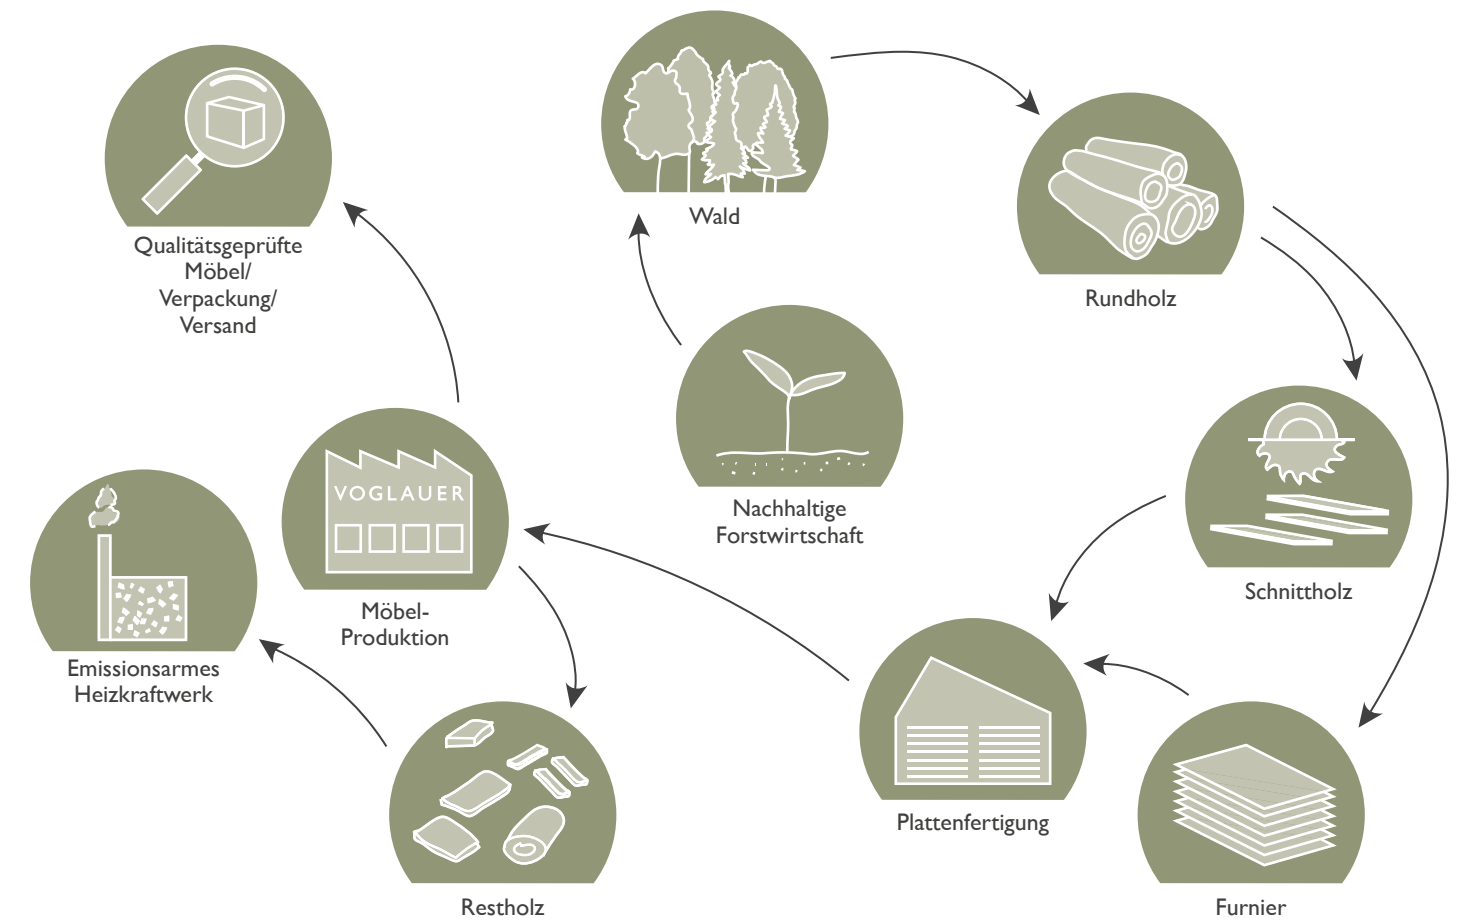 Wald
Qualitätsgeprüfte
Möbel/
Verpackung/
Versand
Rundholz
VOGLAUER
Nachhaltige
Forstwirtschaft
Schnittholz
Möbel-
Produktion
Emissionsarmes
Heizkraftwerk
Plattenfertigung
Restholz
Furnier